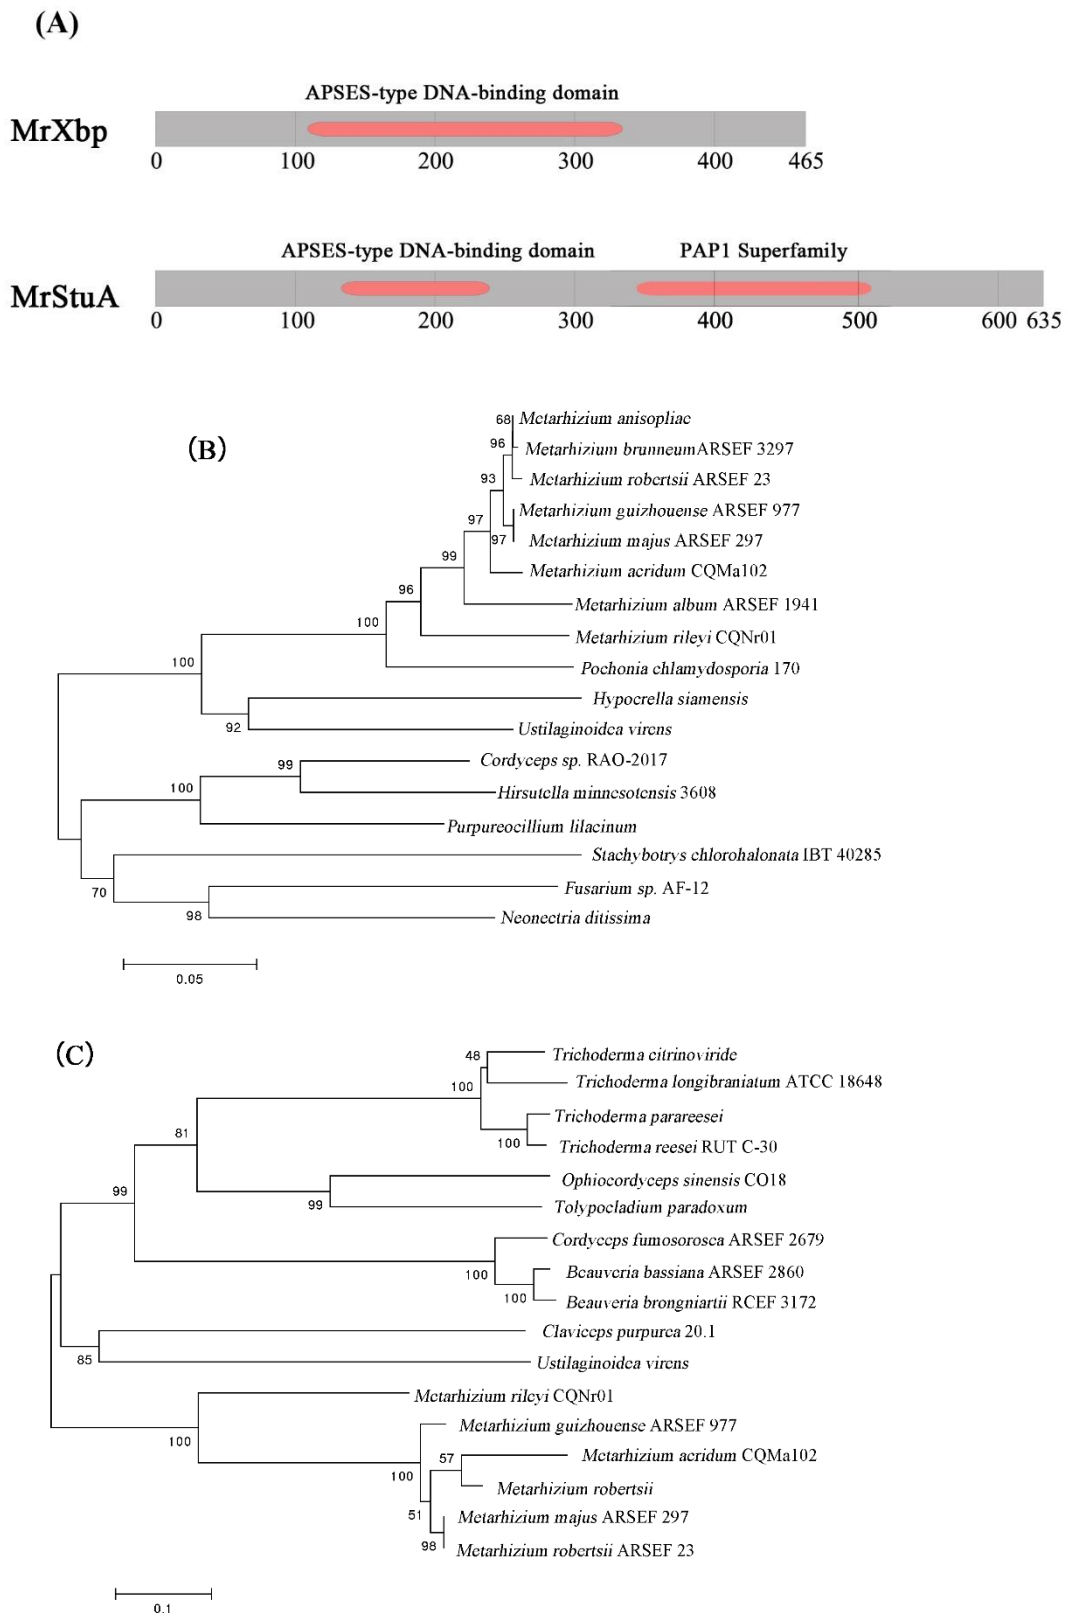 (A)
APSES-type DNA-binding domain
MrXbp
0 100 200 300 400 465
APSES-type DNA-binding domain PAP1 Superfamily
MrStuA
0 100 200 300 400 500 600 635
(B)
68 Metarhizium anisopliae
96 Metarhizium brunneumARSEF 3297
93 Metarhizium robertsii ARSEF 23
Metarhizium guizhouense ARSEF 977
97 97 Metarhizium majus ARSEF 297
99 Metarhizium acridum CQMa102
96 Metarhizium album ARSEF 1941
100 Metarhizium rileyi CQNr01
100 Pochonia chlamydosporia 170
Hypocrella siamensis
92 Ustilaginoidea virens
99 Cordyceps sp. RAO-2017
100 Hirsutella minnesotensis 3608
Purpureocillium lilacinum
Stachybotrys chlorohalonata IBT 40285
70 Fusarium sp. AF-12
98 Neonectria ditissima
0.05
(C)
48 Trichoderma citrinoviride
100 Trichoderma longibraniatum ATCC 18648
Trichoderma parareesei
81 100 Trichoderma reesei RUT C-30
Ophiocordyceps sinensis CO18
99 99 Tolypocladium paradoxum
Cordyceps fumosorosea ARSEF 2679
100 Beauveria bassiana ARSEF 2860
100 Beauveria brongniartii RCEF 3172
Claviceps purpurea 20.1
85 Ustilaginoidea virens
Metarhizium rileyi CQNr01
100 Metarhizium guizhouense ARSEF 977
57 Metarhizium acridum CQMa102
100 Metarhizium robertsii
51 Metarhizium majus ARSEF 297
98 Metarhizium robertsii ARSEF 23
0.1